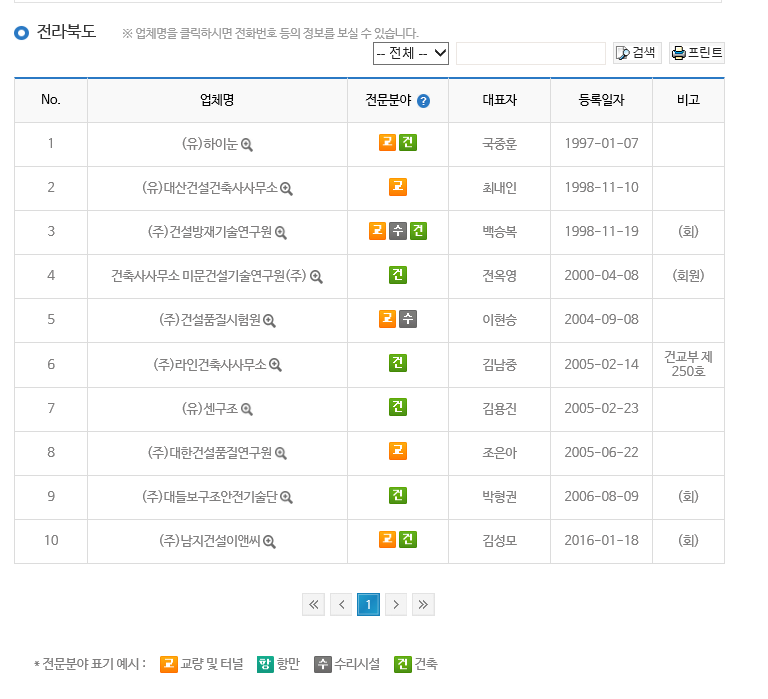 전라북도 ※ 업체명을 클릭하시면 전화번호 등의 정보를 보실 수 있습니다.
-- 전체 -- 검색 프린트
No. 업체명 전문분야 ? 대표자 등록일자 비고
1 (유)하이눈 교 건 국중훈 1997-01-07
2 (유)대산건설건축사사무소 교 최내인 1998-11-10
3 (주)건설방재기술연구원 교 수 건 백승복 1998-11-19 (회)
4 건축사사무소 미문건설기술연구원(주) 건 전옥영 2000-04-08 (회원)
5 (주)건설품질시험원 교 수 이현승 2004-09-08
6 (주)라인건축사사무소 건 김남중 2005-02-14 건교부 제
250호
7 (유)센구조 건 김용진 2005-02-23
8 (주)대한건설품질연구원 교 조은아 2005-06-22
9 (주)대들보구조안전기술단 건 박형권 2006-08-09 (회)
10 (주)남지건설이앤씨 교 건 김성모 2016-01-18 (회)
« < 1 > »
* 전문분야 표기 예시 : 교 교량 및 터널 항 항만 수 수리시설 건 건축